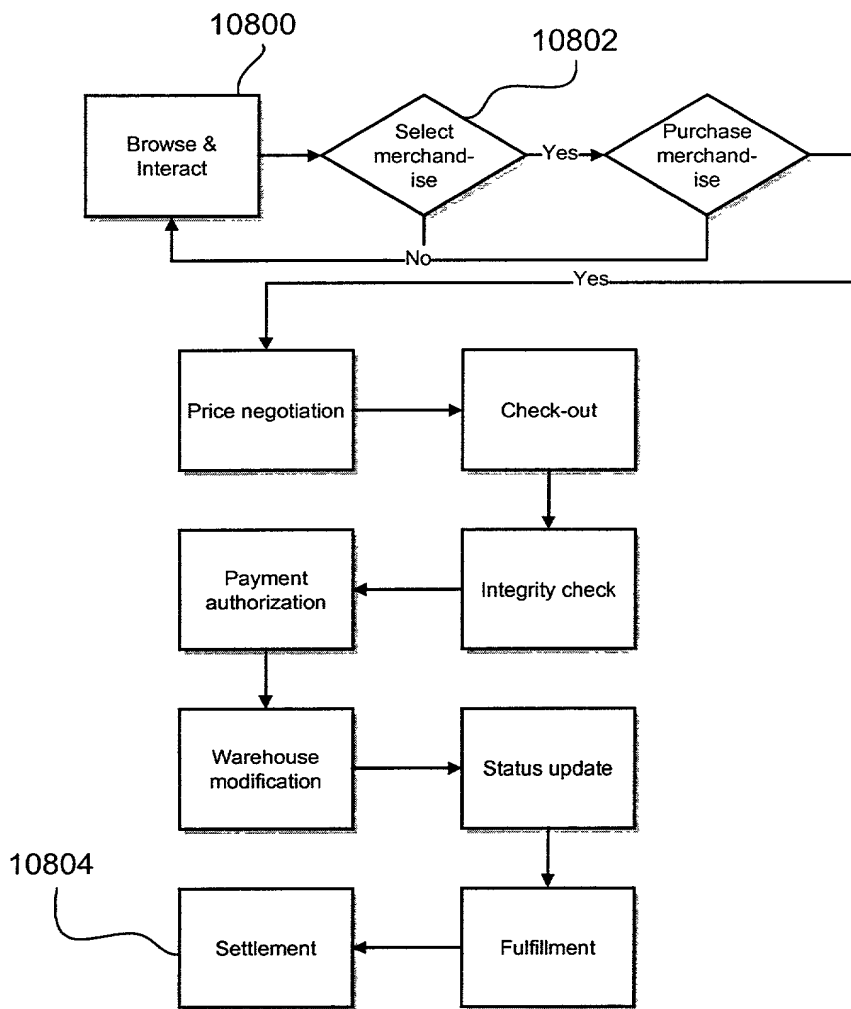 10800
10802
Browse &
Interact
Select
merchand-
ise
Yes
Purchase
merchand-
ise
No
Yes
Price negotiation
Check-out
Payment
authorization
Integrity check
Warehouse
modification
Status update
10804
Settlement
Fulfillment